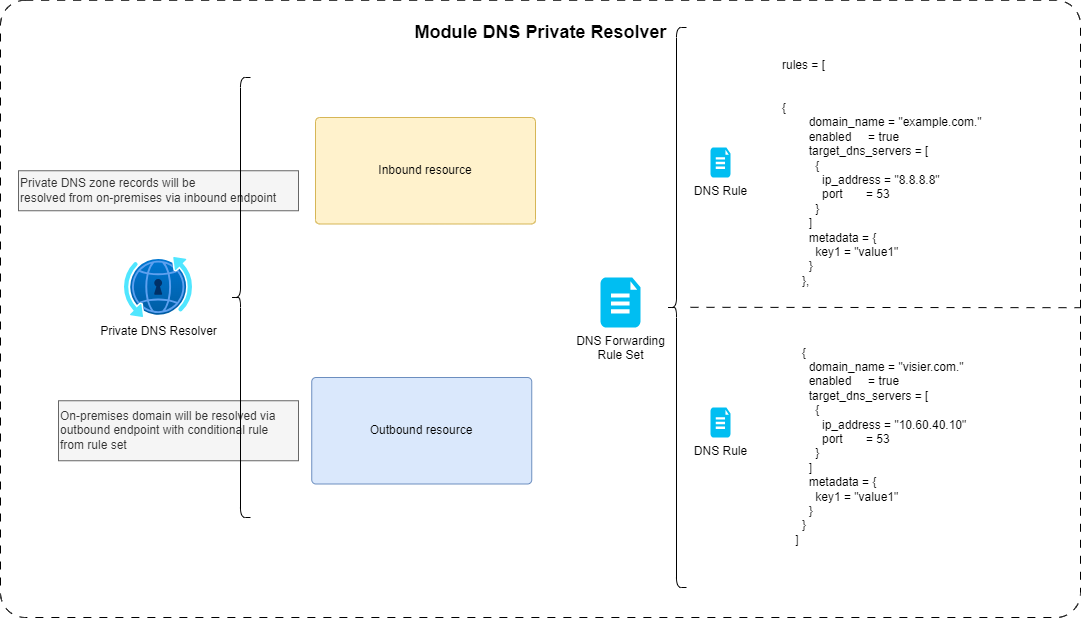 Module DNS Private Resolver
Private DNS zone records will be
resolved from on-premises via inbound endpoint
Inbound resource
Private DNS Resolver
On-premises domain will be resolved via
outbound endpoint with conditional rule
from rule set
Outbound resource
DNS Forwarding
Rule Set
DNS Rule
rules = [
{
domain_name = "example.com."
enabled     = true
target_dns_servers = [
{
ip_address = "8.8.8.8"
port       = 53
}
]
metadata = {
key1 = "value1"
}
},
DNS Rule
{
domain_name = "visier.com."
enabled     = true
target_dns_servers = [
{
ip_address = "10.60.40.10"
port       = 53
}
]
metadata = {
key1 = "value1"
}
}
]